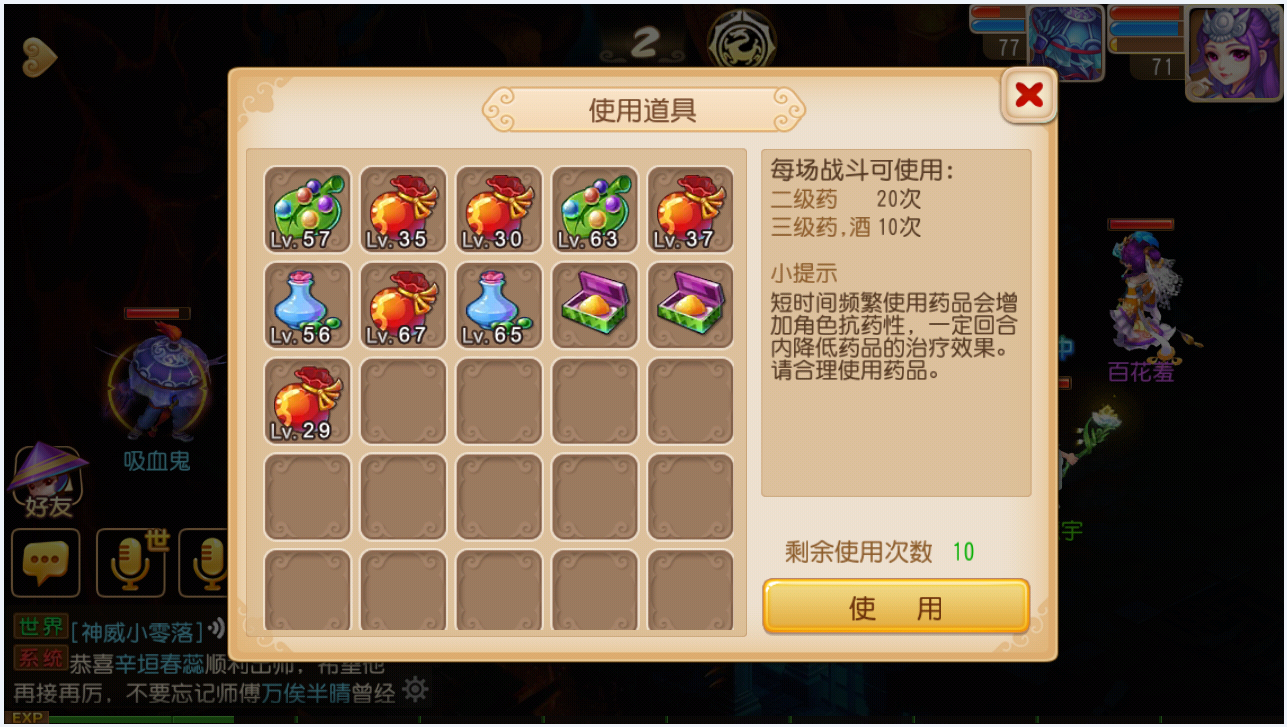 2
77
71
使用道具
Lv.57
Lv.35
Lv.30
Lv.63
Lv.37
Lv.56
Lv.67
Lv.65
Lv.29
每场战斗可使用:
二级药 20次
三级药,酒 10次
小提示
短时间频繁使用药品会增
加角色抗药性，一定回合
内降低药品的治疗效果。
请合理使用药品。
剩余使用次数 10
使 用
吸血鬼
百花羞
宇
好友
世
世界 [神威小零落]
系统 恭喜辛垣春蕊顺利出师，希望他
再接再厉，不要忘记师傅万俟半晴曾经
EXP